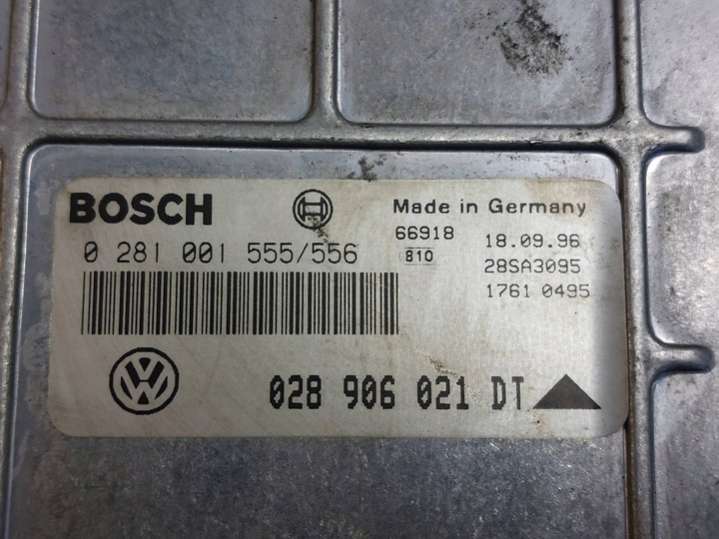 BOSCH
Made in Germany
0 281 001 555/556
66918
810
18.09.96
28SA3095
1761 0495
VW
028 906 021 DT